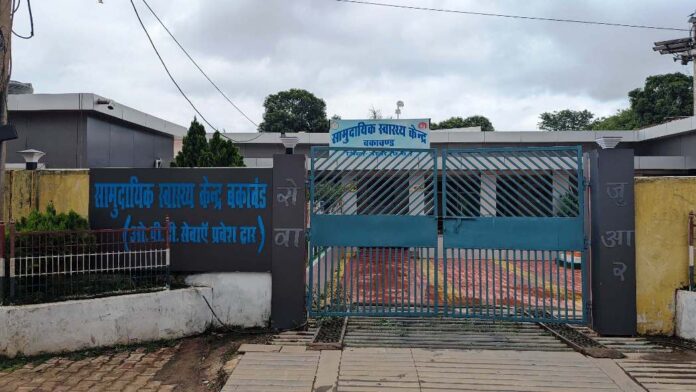 सामुदायिक स्वास्थ्य केन्द्र
बकावण्ड
सामुदायिक स्वास्थ्य केन्द्र बकावंड
(ओ.पी.डी. सेवाएँ प्रवेश द्वार)
से
वा
जु
आ
र